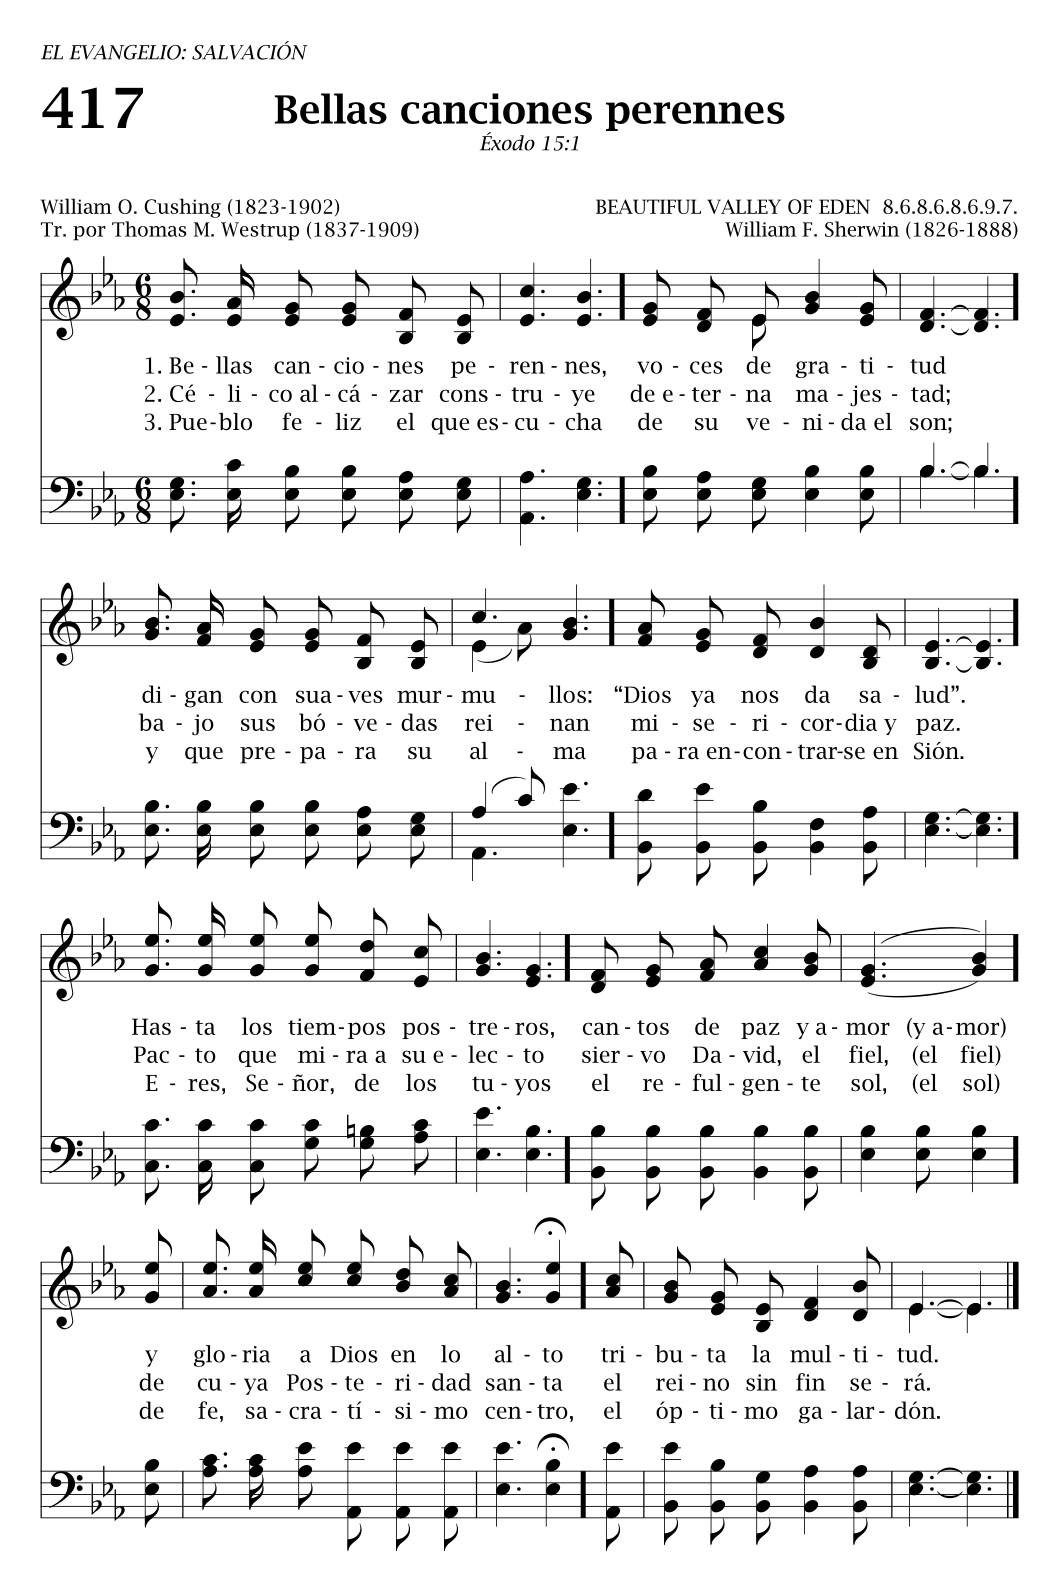 EL EVANGELIO: SALVACIÓN
417 Bellas canciones perennes
Éxodo 15:1
William O. Cushing (1823-1902) BEAUTIFUL VALLEY OF EDEN 8.6.8.6.8.6.9.7.
Tr. por Thomas M. Westrup (1837-1909) William F. Sherwin (1826-1888)
6
8
1. Be - llas can - cio - nes pe - ren - nes, vo - ces de gra - ti - tud
2. Cé - li - co al - cá - zar cons - tru - ye de e - ter - na ma - jes - tad;
3. Pue - blo fe - liz el que es - cu - cha de su ve - ni - da el son;
6
8
di - gan con sua - ves mur - mu - llos: “Dios ya nos da sa - lud”.
ba - jo sus bó - ve - das rei - nan mi - se - ri - cor - dia y paz.
y que pre - pa - ra su al - ma pa - ra en - con - trar - se en Sión.
Has - ta los tiem - pos pos - tre - ros, can - tos de paz y a - mor (y a - mor)
Pac - to que mi - ra a su e - lec - to sier - vo Da - vid, el fiel, (el fiel)
E - res, Se - ñor, de los tu - yos el re - ful - gen - te sol, (el sol)
y glo - ria a Dios en lo al - to tri - bu - ta la mul - ti - tud.
de cu - ya Pos - te - ri - dad san - ta el rei - no sin fin se - rá.
de fe, sa - cra - tí - si - mo cen - tro, el óp - ti - mo ga - lar - dón.